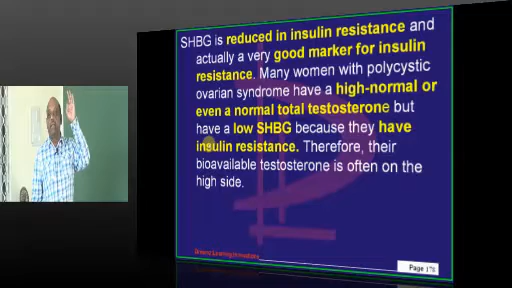 SHBG is reduced in insulin resistance and
actually a very good marker for insulin
resistance. Many women with polycystic
ovarian syndrome have a high-normal or
even a normal total testosterone but
have a low SHBG because they have
insulin resistance. Therefore, their
bioavailable testosterone is often on the
high side.
Page 178